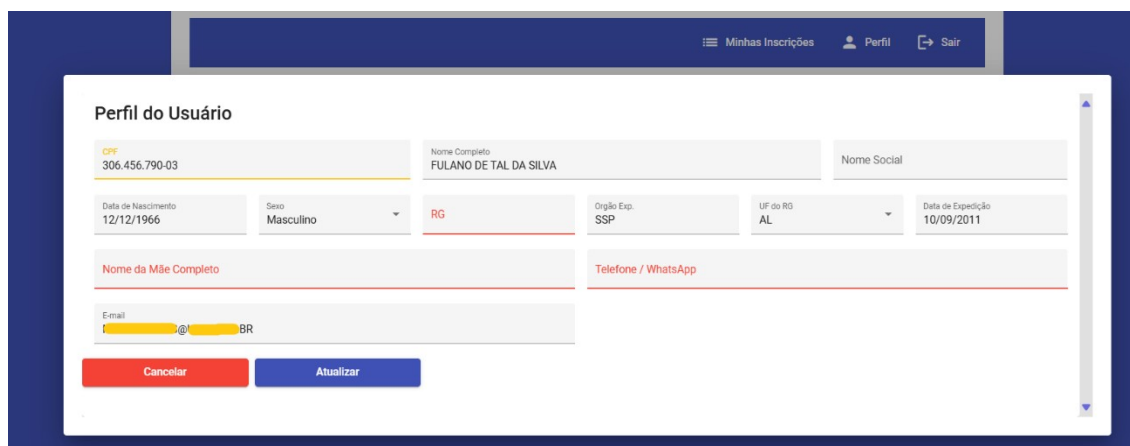 Minhas Inscrições Perfil Sair
Perfil do Usuário
CPF Nome Completo
306.456.790-03 FULANO DE TAL DA SILVA Nome Social
Data de Nascimento Sexo Orgão Exp. UF do RG Data de Expedição
12/12/1966 Masculino RG SSP AL 10/09/2011
Nome da Mãe Completo Telefone / WhatsApp
E-mail
@ BR
Cancelar Atualizar